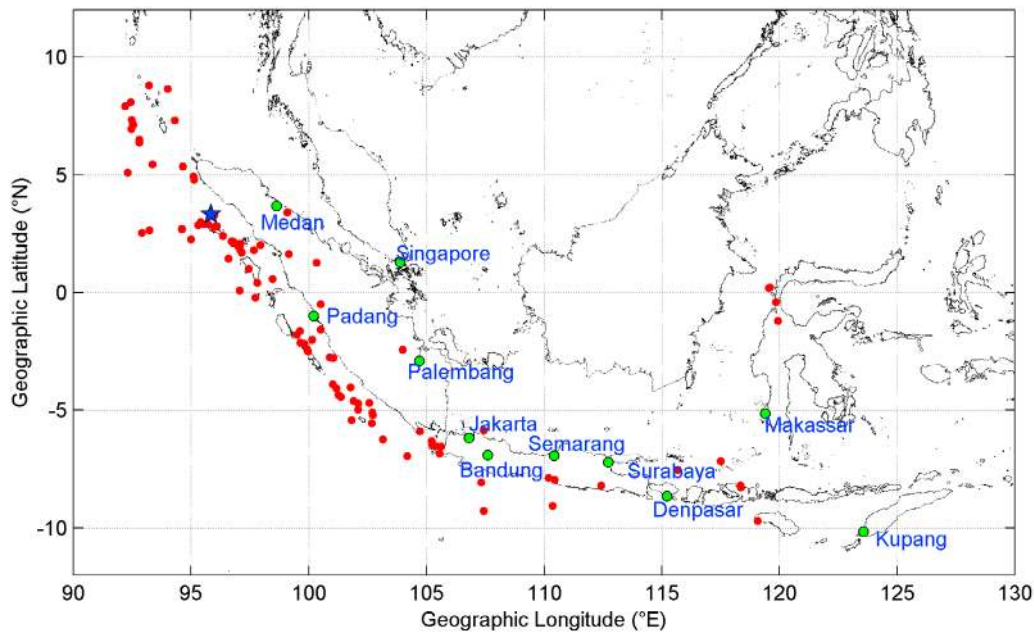 10
5
0
-5
-10
Geographic Latitude (°N)
Medan
Singapore
Padang
Palembang
Jakarta
Semarang
Makassar
Bandung
Surabaya
Denpasar
Kupang
90 95 100 105 110 115 120 125 130
Geographic Longitude (°E)